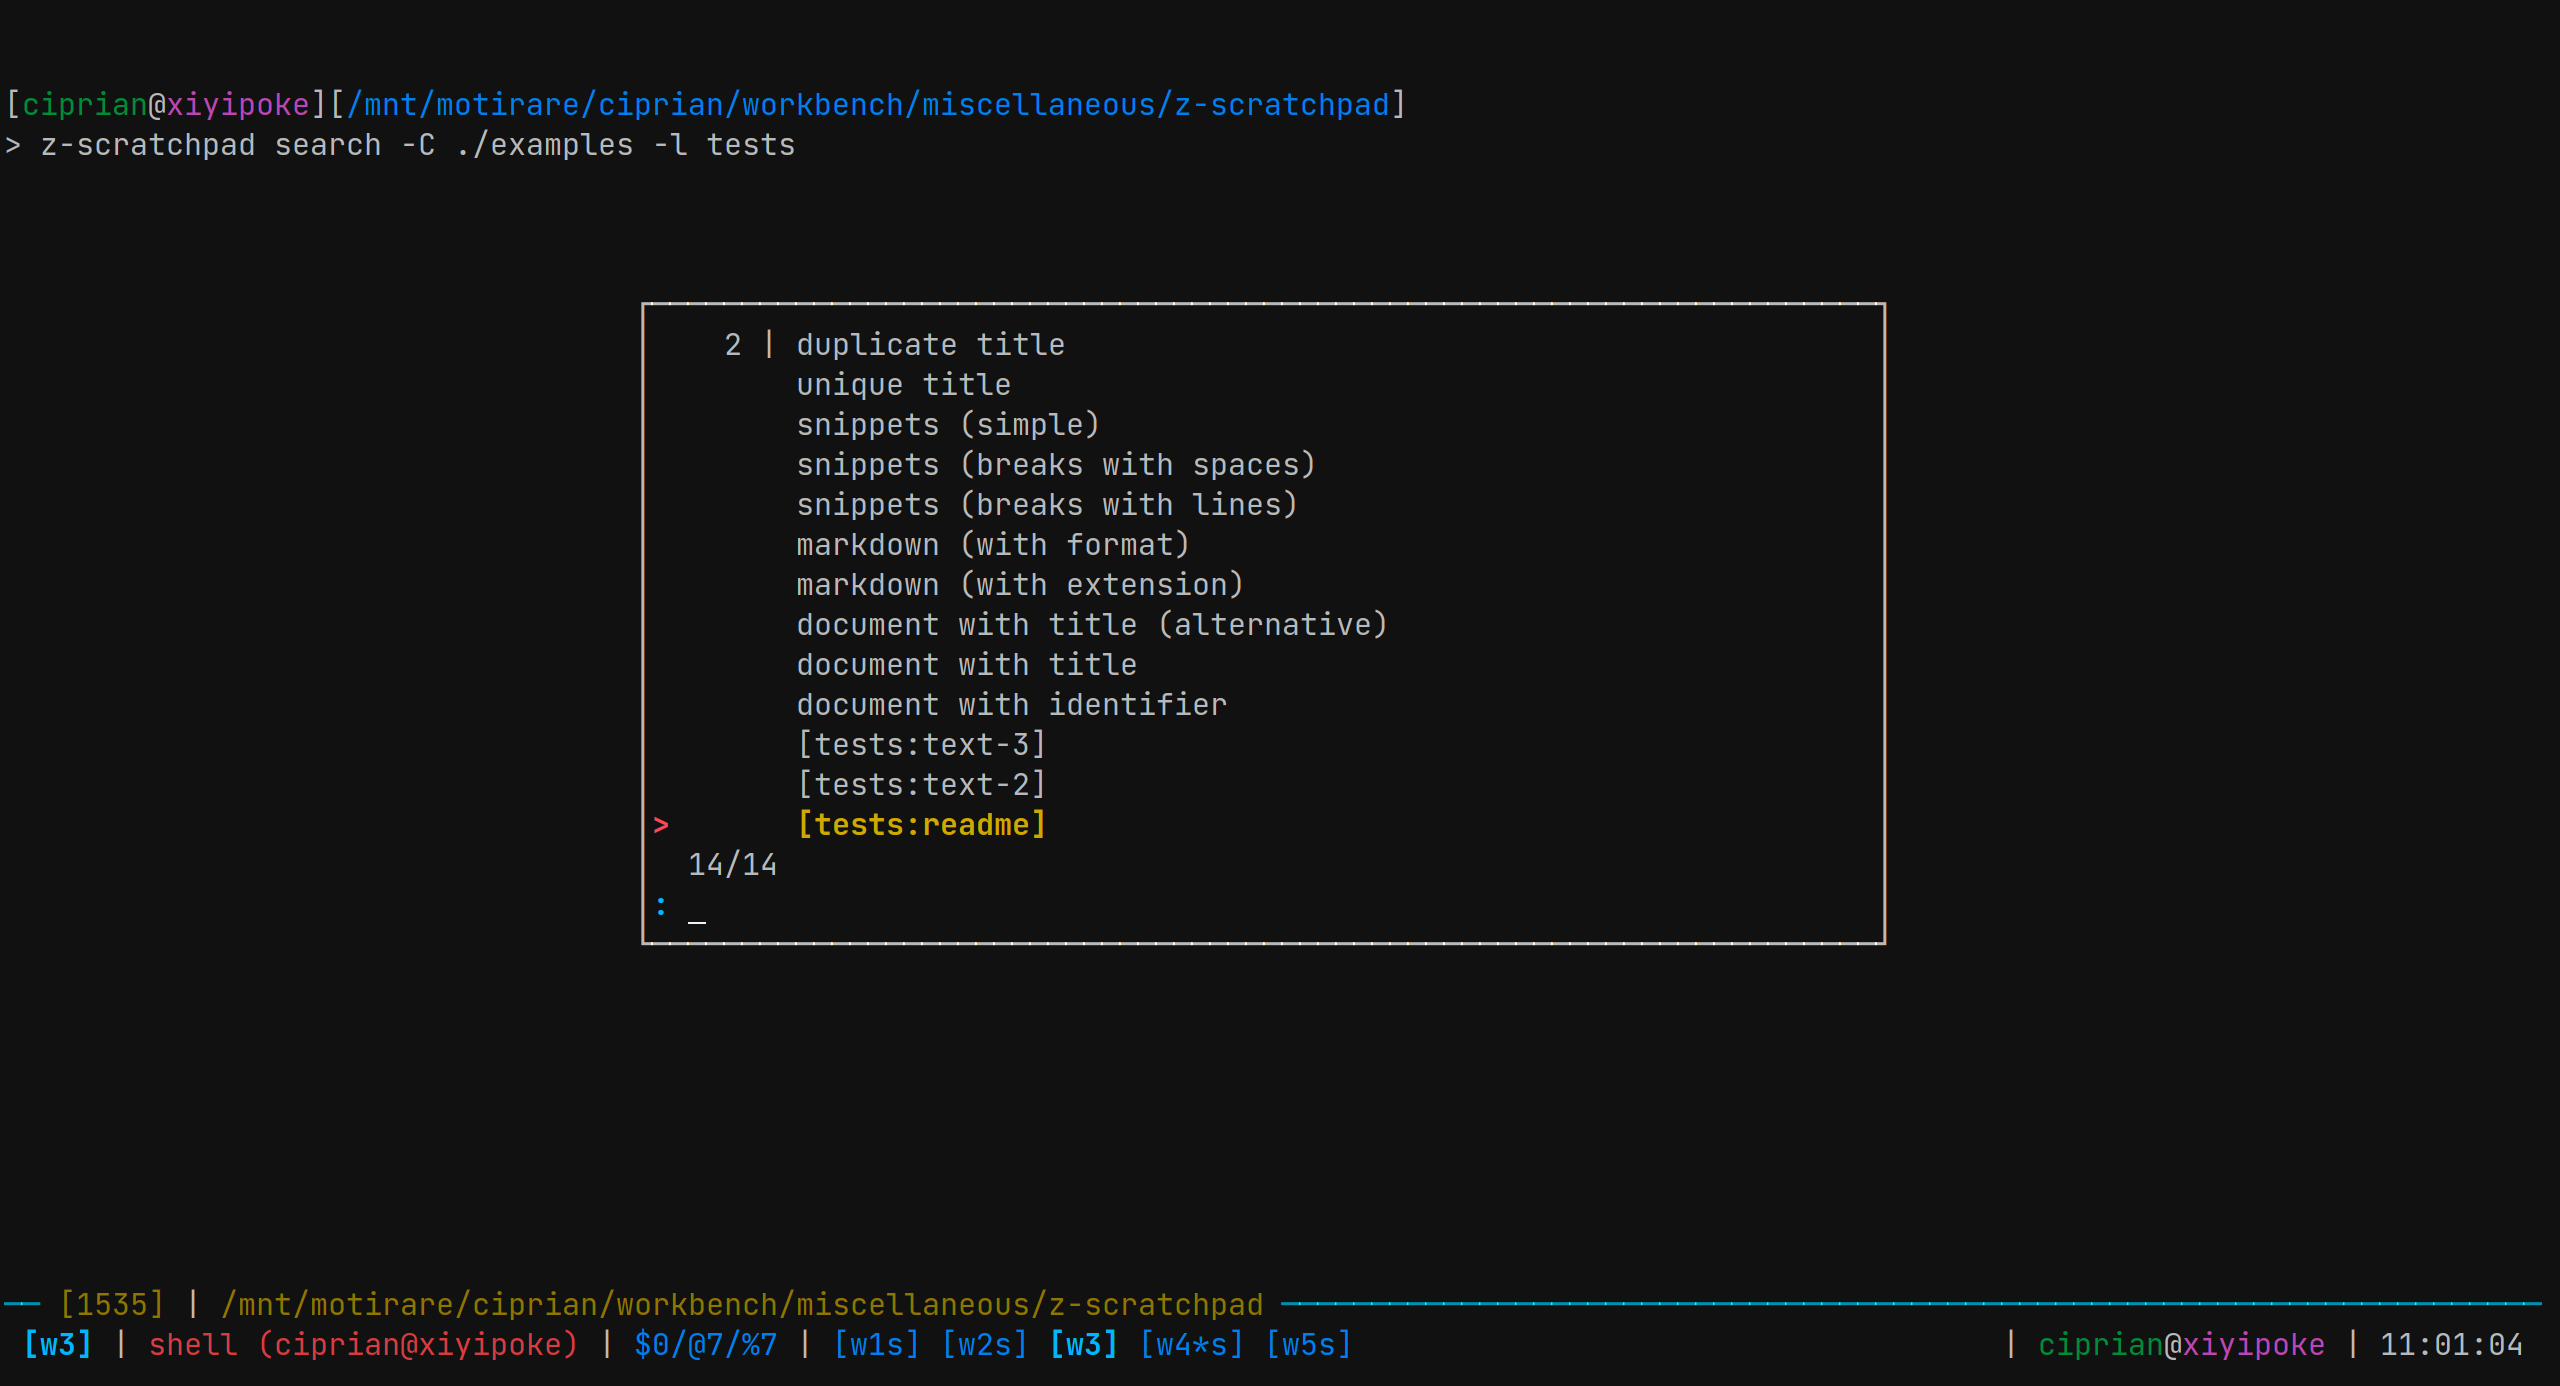 [ciprian@xiyipoke][/mnt/motirare/ciprian/workbench/miscellaneous/z-scratchpad]
> z-scratchpad search -C ./examples -l tests
2 | duplicate title
unique title
snippets (simple)
snippets (breaks with spaces)
snippets (breaks with lines)
markdown (with format)
markdown (with extension)
document with title (alternative)
document with title
document with identifier
[tests:text-3]
[tests:text-2]
> [tests:readme]
14/14
: _
[1535] | /mnt/motirare/ciprian/workbench/miscellaneous/z-scratchpad
[w3] | shell (ciprian@xiyipoke) | $0/@7/%7 | [w1s] [w2s] [w3] [w4*s] [w5s] | ciprian@xiyipoke | 11:01:04